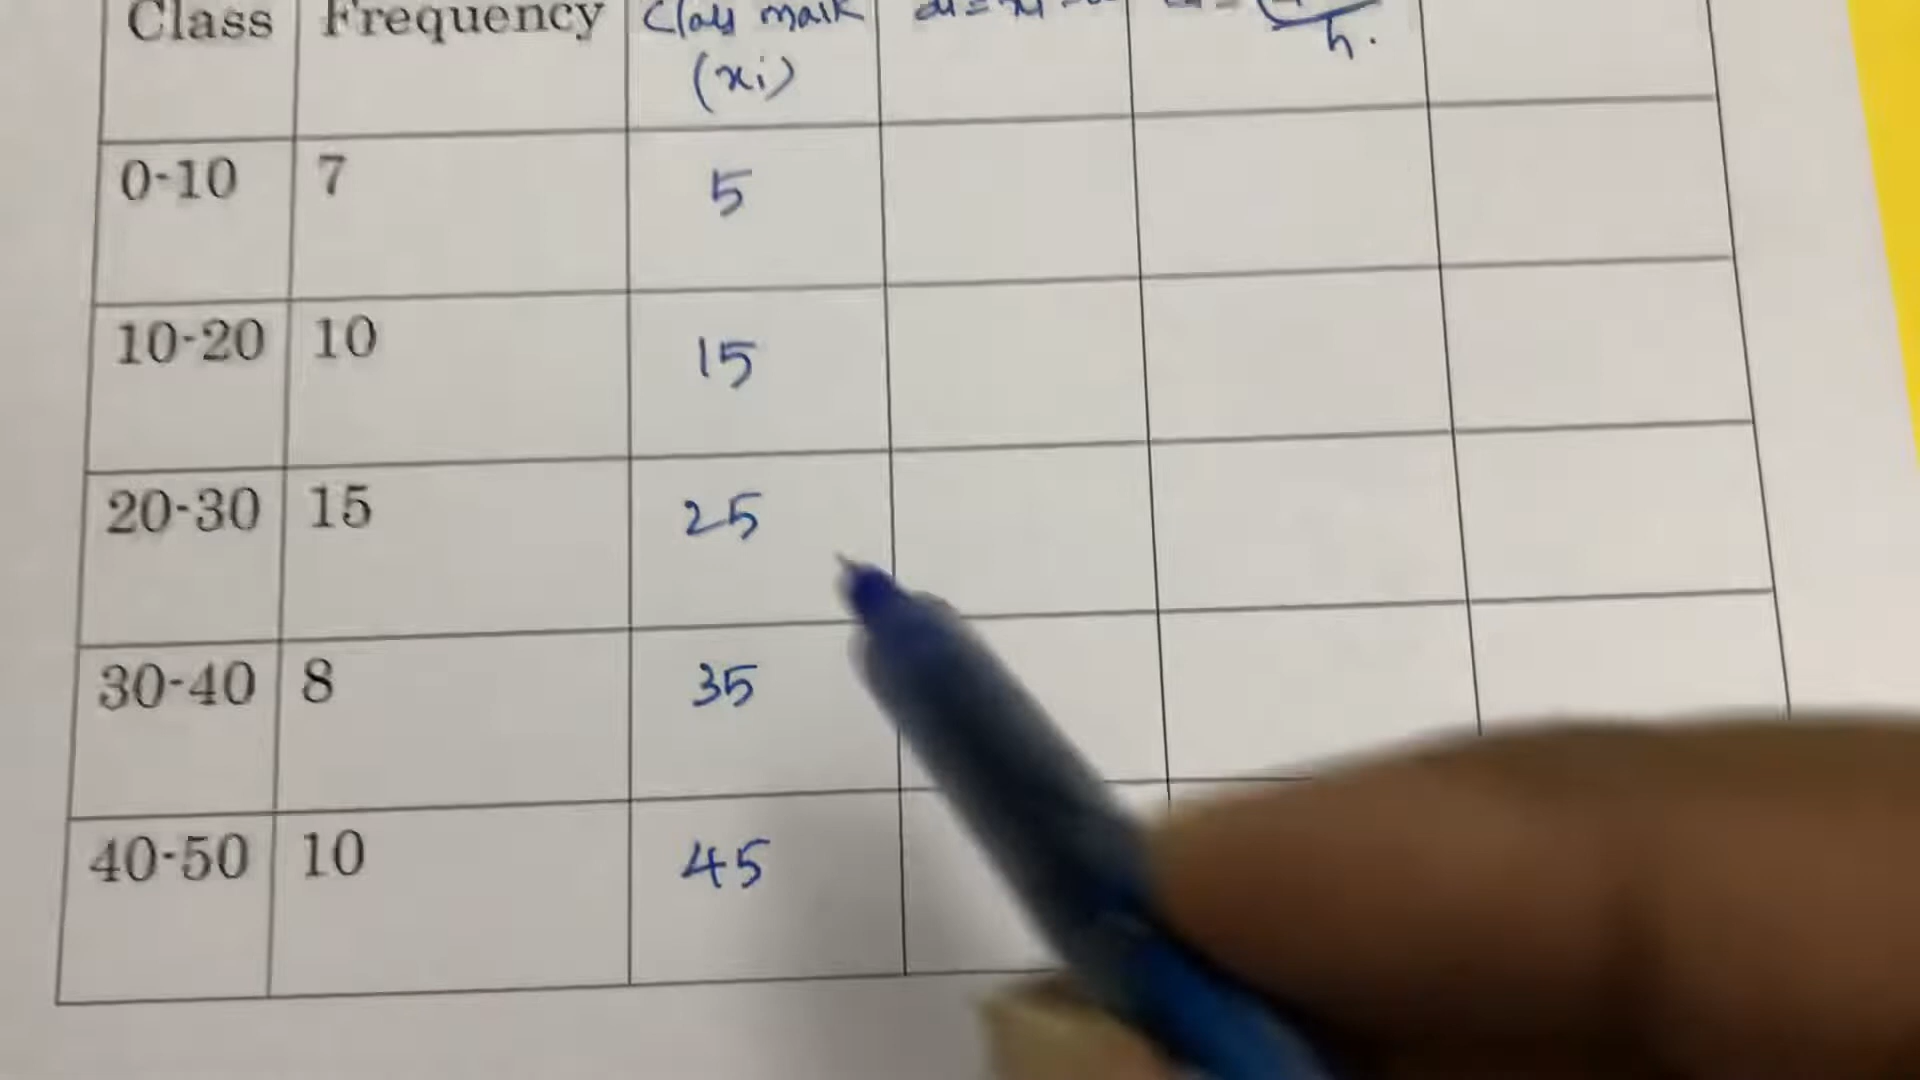 Class Frequency Class mark
(xi)
h.
0-10 7 5
10-20 10 15
20-30 15 25
30-40 8 35
40-50 10 45